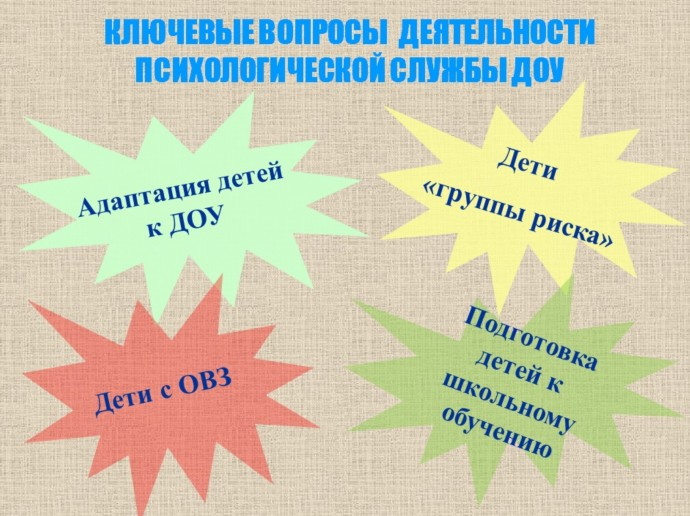 КЛЮЧЕВЫЕ ВОПРОСЫ ДЕЯТЕЛЬНОСТИ
ПСИХОЛОГИЧЕСКОЙ СЛУЖБЫ ДОУ
Адаптация детей
к ДОУ
Дети
«группы риска»
Дети с ОВЗ
Подготовка
детей к
школьному
обучению